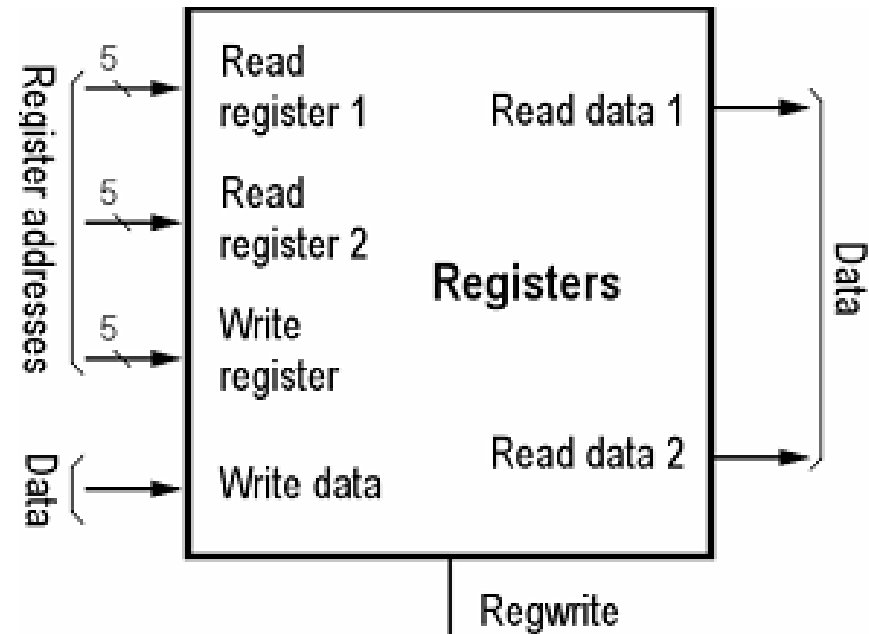 Register addresses
5
Read
register 1
5
Read
register 2
5
Write
register
Data
Write data
Registers
Read data 1
Read data 2
Data
Regwrite